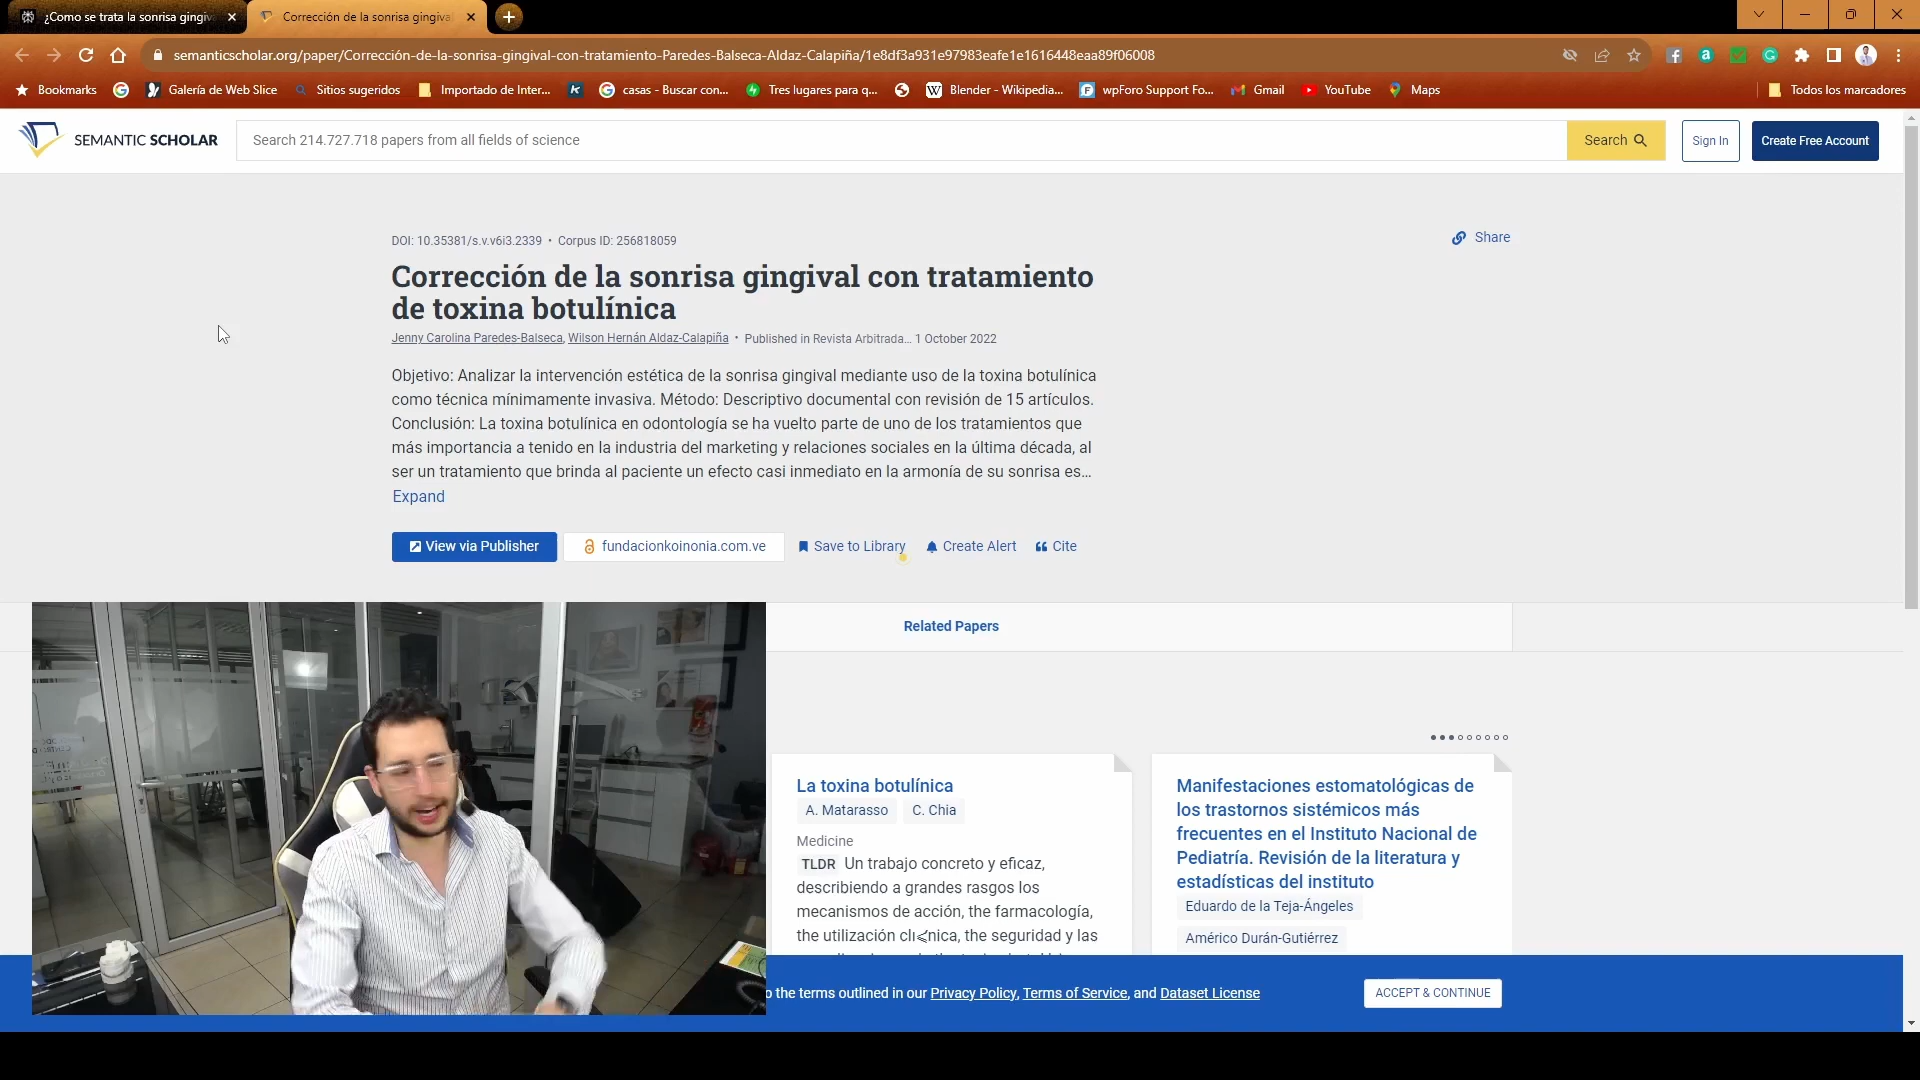 ¿Como se trata la sonrisa gingiv
Corrección de la sonrisa gingival
semanticscholar.org/paper/Corrección-de-la-sonrisa-gingival-con-tratamiento-Paredes-Balseca-Aldaz-Calapiña/1e8df3a931e97983eafe1e1616448eaa89f06008
Bookmarks
Galería de Web Slice
Sitios sugeridos
Importado de Inter...
casas - Buscar con...
Tres lugares para q...
Blender - Wikipedia...
wpForo Support Fo...
Gmail
YouTube
Maps
Todos los marcadores
SEMANTIC SCHOLAR
Search 214.727.718 papers from all fields of science
Search
Sign In
Create Free Account
DOI: 10.35381/s.v.v6i3.2339 • Corpus ID: 256818059
Share
Corrección de la sonrisa gingival con tratamiento
de toxina botulínica
Jenny Carolina Paredes-Balseca, Wilson Hernán Aldaz-Calapiña • Published in Revista Arbitrada… 1 October 2022
Objetivo: Analizar la intervención estética de la sonrisa gingival mediante uso de la toxina botulínica
como técnica mínimamente invasiva. Método: Descriptivo documental con revisión de 15 artículos.
Conclusión: La toxina botulínica en odontología se ha vuelto parte de uno de los tratamientos que
más importancia a tenido en la industria del marketing y relaciones sociales en la última década, al
ser un tratamiento que brinda al paciente un efecto casi inmediato en la armonía de su sonrisa es…
Expand
View via Publisher
fundacionkoinonia.com.ve
Save to Library
Create Alert
Cite
Related Papers
La toxina botulínica
A. Matarasso C. Chia
Medicine
TLDR Un trabajo concreto y eficaz,
describiendo a grandes rasgos los
mecanismos de acción, the farmacología,
the utilización clı⩽nica, the seguridad y las
Manifestaciones estomatológicas de
los trastornos sistémicos más
frecuentes en el Instituto Nacional de
Pediatría. Revisión de la literatura y
estadísticas del instituto
Eduardo de la Teja-Ángeles
Américo Durán-Gutiérrez
o the terms outlined in our Privacy Policy, Terms of Service, and Dataset License
ACCEPT & CONTINUE